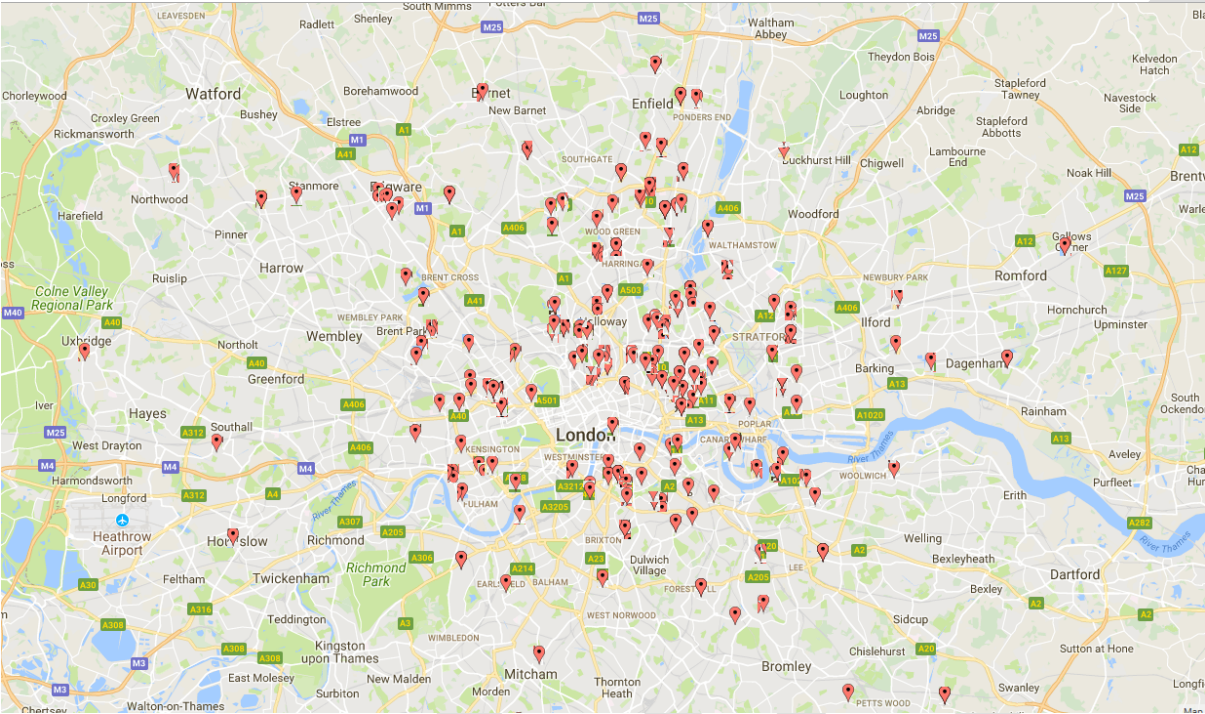 South Mimms
Potters Bar
LEAVESDEN
Shenley
M25
Radlett
M25
Waltham
Abbey
M25
Theydon Bois
Kelvedon
Hatch
Chorleywood
Watford
Borehamwood
Barnet
New Barnet
Enfield
PONDERS END
Loughton
Abridge
Stapleford
Tawney
Navestock
Side
Croxley Green
Bushey
Rickmansworth
Elstree
M1
A1
A41
Stapleford
Abbotts
A12
SOUTHGATE
Buckhurst Hill
Chigwell
Lambourne
End
Noak Hill
M25
Northwood
Stanmore
Edgware
M1
Harefield
Pinner
A1
A406
WOOD GREEN
A406
Woodford
WALTHAMSTOW
A12
Gallows
Corner
A127
Ruislip
Harrow
BRENT CROSS
HARRINGAY
A1
A503
NEWBURY PARK
Romford
Colne Valley
Regional Park
M40
A40
Uxbridge
WEMBLEY PARK
Wembley
Brent Park
A41
Holloway
A12
STRATFORD
A406
Ilford
Hornchurch
Upminster
Northolt
A40
Greenford
Barking
Dagenham
A13
Iver
Hayes
A406
A40
A501
A11
A13
POPLAR
A1020
Rainham
South
Ockendon
M25
A312
Southall
A406
London
CANARY WHARF
River Thames
A13
West Drayton
M4
M4
M4
KENSINGTON
WESTMINSTER
WOOLWICH
Aveley
Harmondsworth
Longford
A312
A4
River Thames
A3212
A2
Erith
Purfleet
Heathrow
Airport
FULHAM
A3205
A307
Hounslow
Richmond
A205
A306
BRIXTON
A23
Dulwich
Village
A20
LEE
A2
Welling
Bexleyheath
A282
River Thames
Richmond
Park
A30
Feltham
Twickenham
A214
EARLSFIELD
BALHAM
FOREST HILL
A205
Dartford
Bexley
A316
Teddington
A3
A308
WEST NORWOOD
A2
A2
Sidcup
WIMBLEDON
Kingston
upon Thames
A308
A308
M3
East Molesey
New Malden
Mitcham
Bromley
Chislehurst
A20
Sutton at Hone
M3
Surbiton
Morden
Thornton
Heath
Swanley
PETTS WOOD
Chertsey
Walton-on-Thames